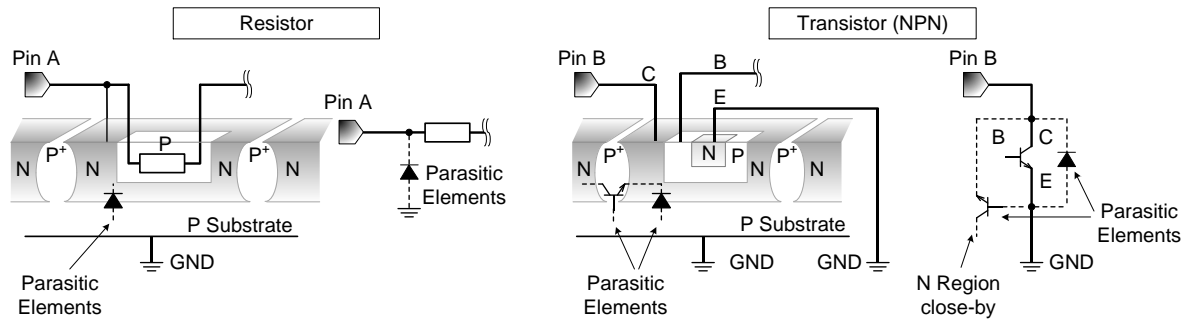 Resistor
Transistor (NPN)
Pin A
Pin A
N
P+
N
P
N
P+
N
Parasitic
Elements
P Substrate
GND
Parasitic
Elements
Pin B
C
B
E
N
P+
N
N
P
N
P+
N
P Substrate
GND
GND
Parasitic
Elements
Pin B
B
C
E
Parasitic
Elements
GND
N Region
close-by